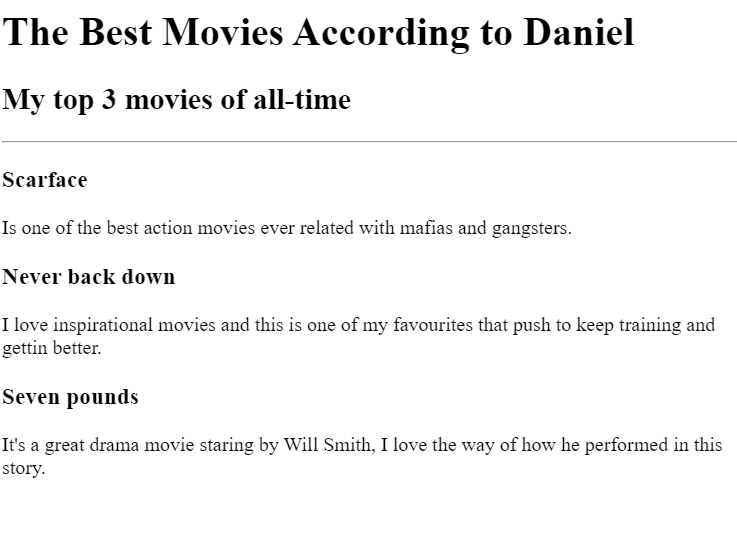 The Best Movies According to Daniel
My top 3 movies of all-time
Scarface
Is one of the best action movies ever related with mafias and gangsters.
Never back down
I love inspirational movies and this is one of my favourites that push to keep training and
gettin better.
Seven pounds
It's a great drama movie staring by Will Smith, I love the way of how he performed in this
story.